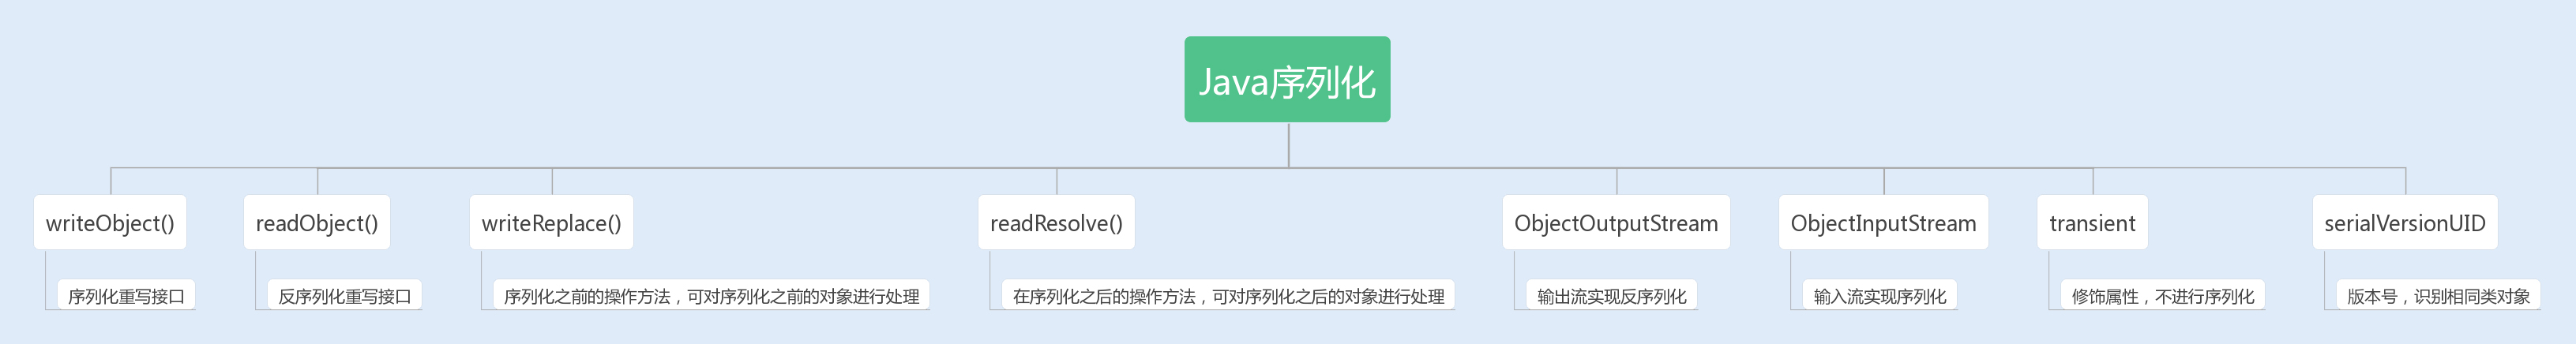 Java序列化
writeObject()
readObject()
writeReplace()
readResolve()
ObjectOutputStream
ObjectInputStream
transient
serialVersionUID
序列化重写接口
反序列化重写接口
序列化之前的操作方法，可对序列化之前的对象进行处理
在序列化之后的操作方法，可对序列化之后的对象进行处理
输出流实现反序列化
输入流实现序列化
修饰属性，不进行序列化
版本号，识别相同类对象